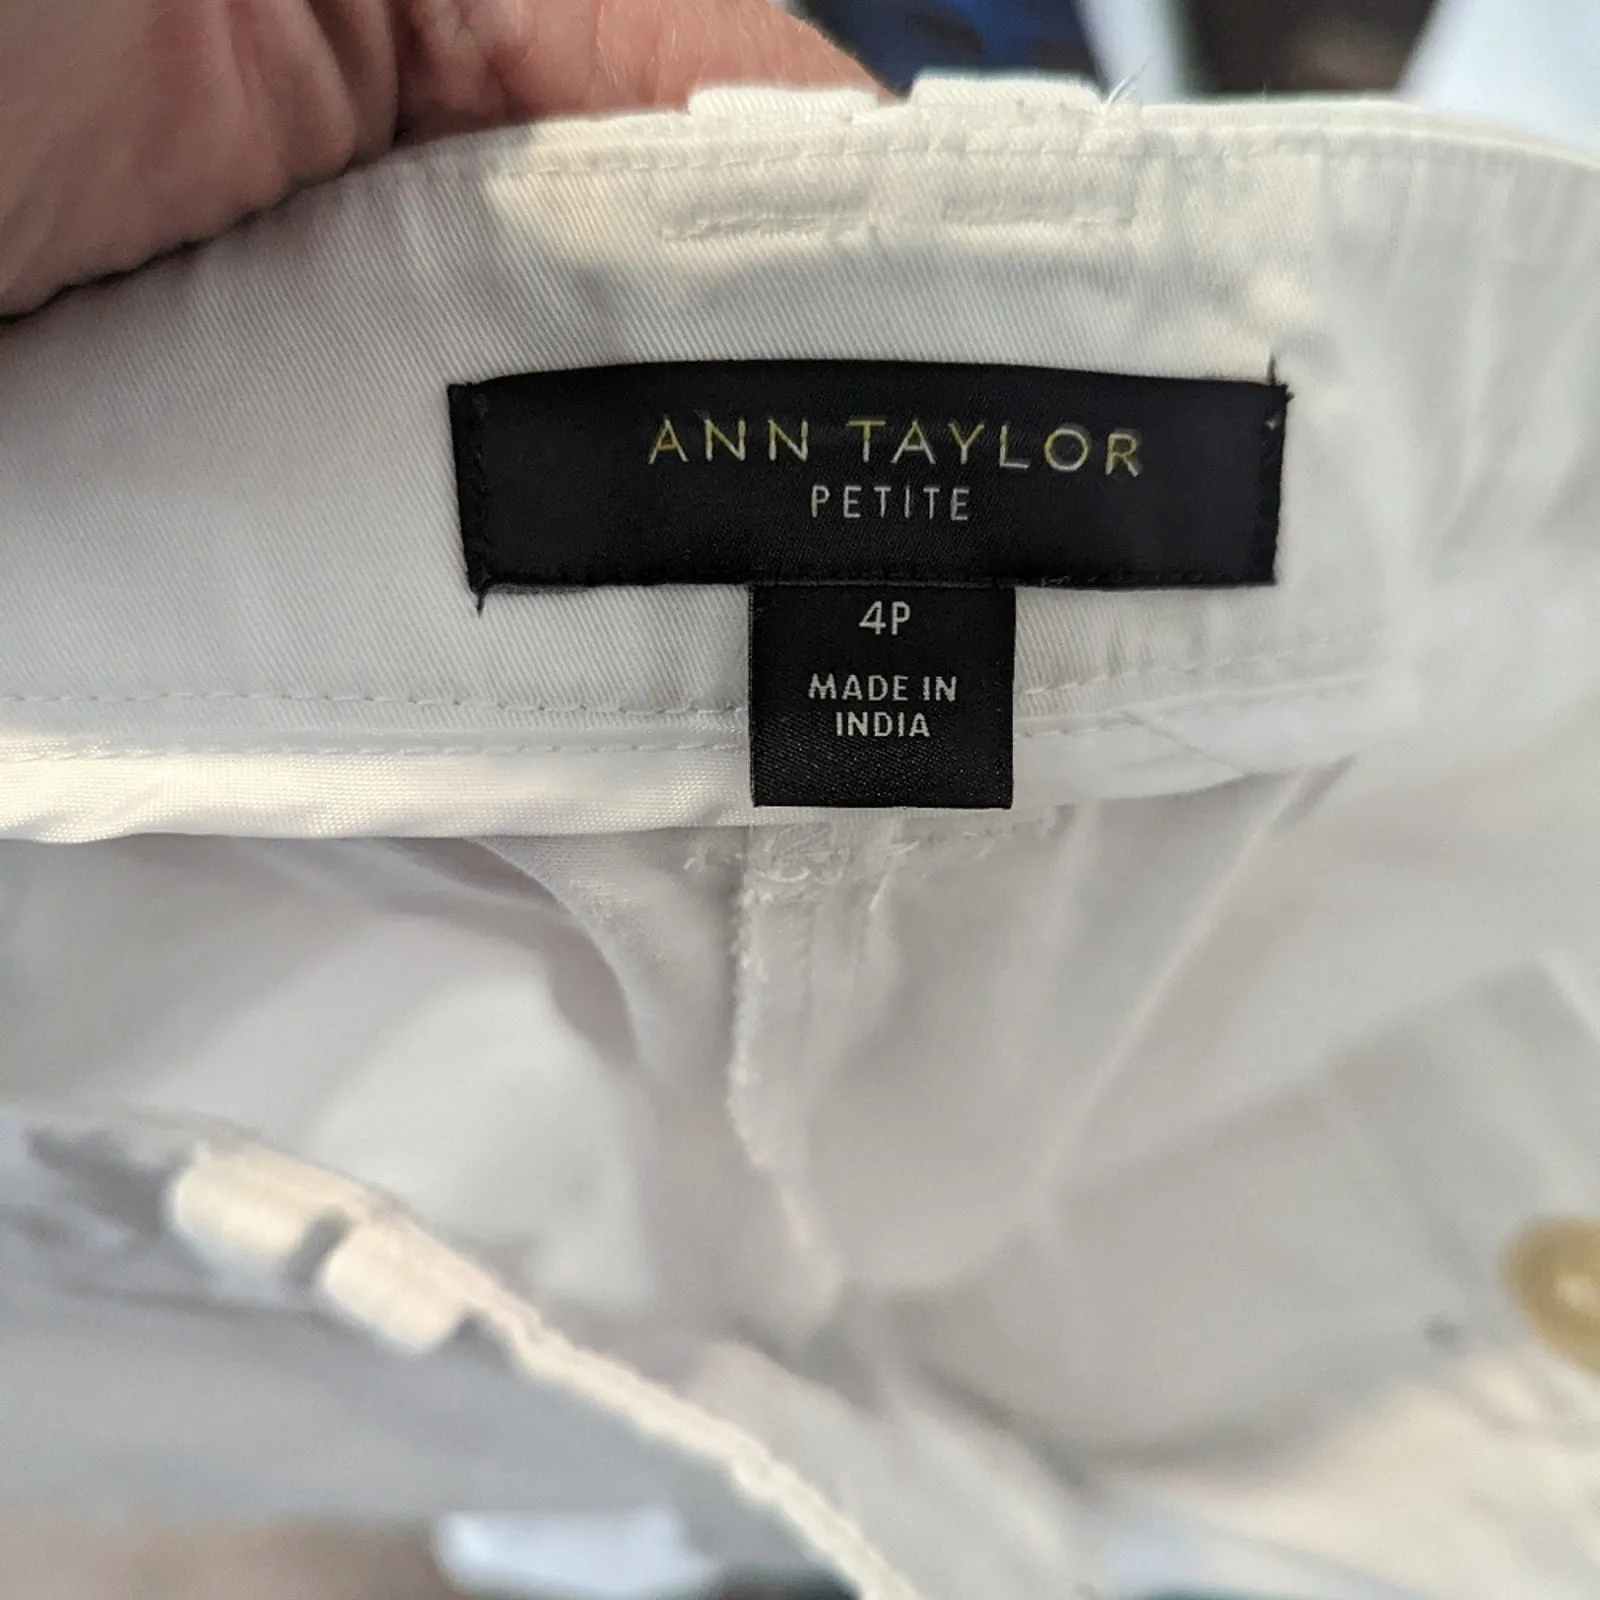 ANN TAYLOR
PETITE
4P
MADE IN
INDIA